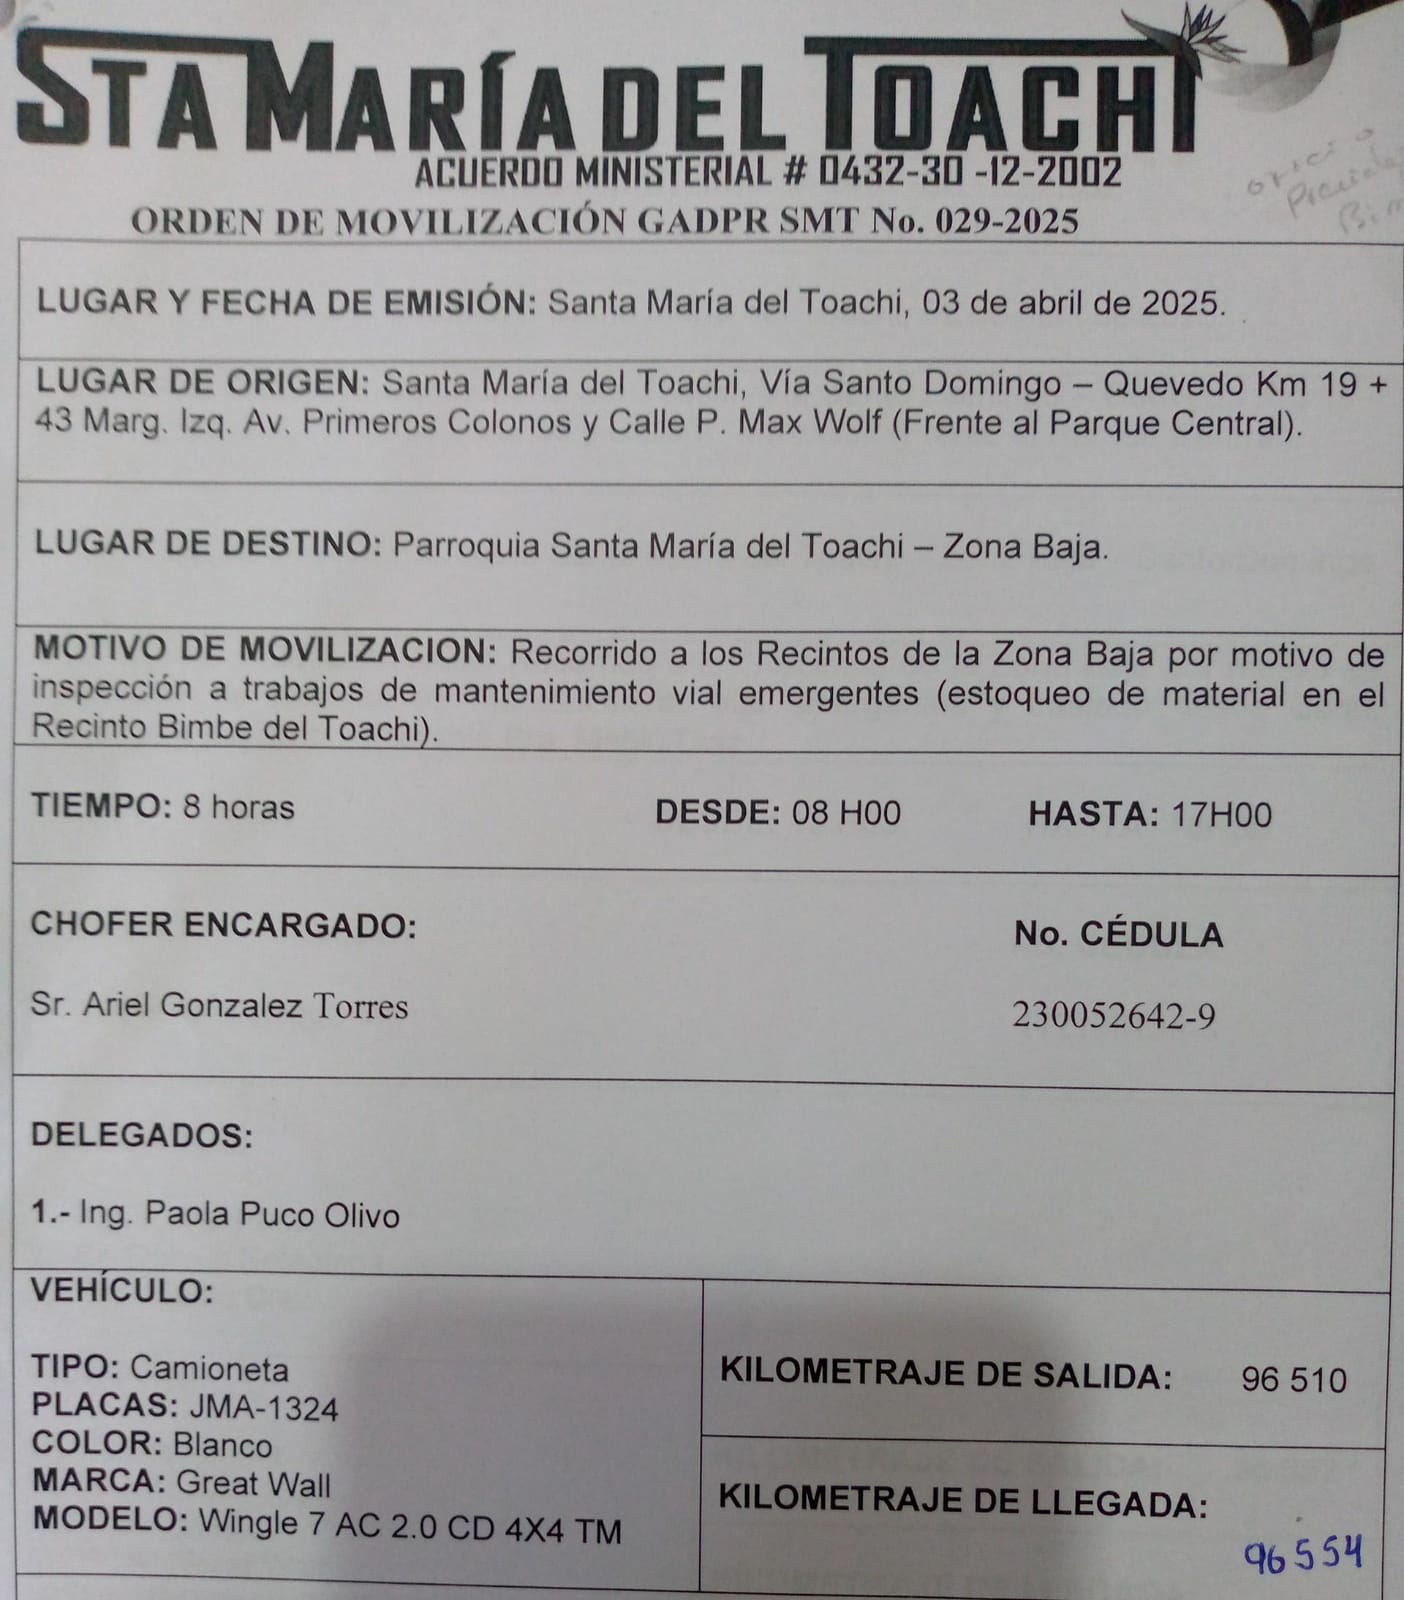 STA MARÍA DEL TOACHI
ACUERDO MINISTERIAL # 0432-30 -12-2002
ORDEN DE MOVILIZACIÓN GADPR SMT No. 029-2025
LUGAR Y FECHA DE EMISIÓN: Santa María del Toachi, 03 de abril de 2025.
LUGAR DE ORIGEN: Santa María del Toachi, Vía Santo Domingo – Quevedo Km 19 +
43 Marg. Izq. Av. Primeros Colonos y Calle P. Max Wolf (Frente al Parque Central).
LUGAR DE DESTINO: Parroquia Santa María del Toachi – Zona Baja.
MOTIVO DE MOVILIZACION: Recorrido a los Recintos de la Zona Baja por motivo de
inspección a trabajos de mantenimiento vial emergentes (estoqueo de material en el
Recinto Bimbe del Toachi).
TIEMPO: 8 horas DESDE: 08 H00 HASTA: 17H00
CHOFER ENCARGADO: No. CÉDULA
Sr. Ariel Gonzalez Torres 230052642-9
DELEGADOS:
1.- Ing. Paola Puco Olivo
VEHÍCULO:
TIPO: Camioneta
PLACAS: JMA-1324
COLOR: Blanco
MARCA: Great Wall
MODELO: Wingle 7 AC 2.0 CD 4X4 TM
KILOMETRAJE DE SALIDA: 96 510
KILOMETRAJE DE LLEGADA:
96554